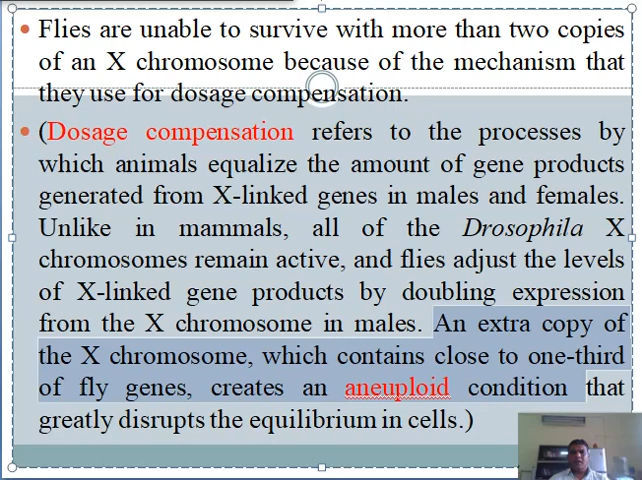 Flies are unable to survive with more than two copies
of an X chromosome because of the mechanism that
they use for dosage compensation.
(Dosage compensation refers to the processes by
which animals equalize the amount of gene products
generated from X-linked genes in males and females.
Unlike in mammals, all of the Drosophila X
chromosomes remain active, and flies adjust the levels
of X-linked gene products by doubling expression
from the X chromosome in males. An extra copy of
the X chromosome, which contains close to one-third
of fly genes, creates an aneuploid condition that
greatly disrupts the equilibrium in cells.)